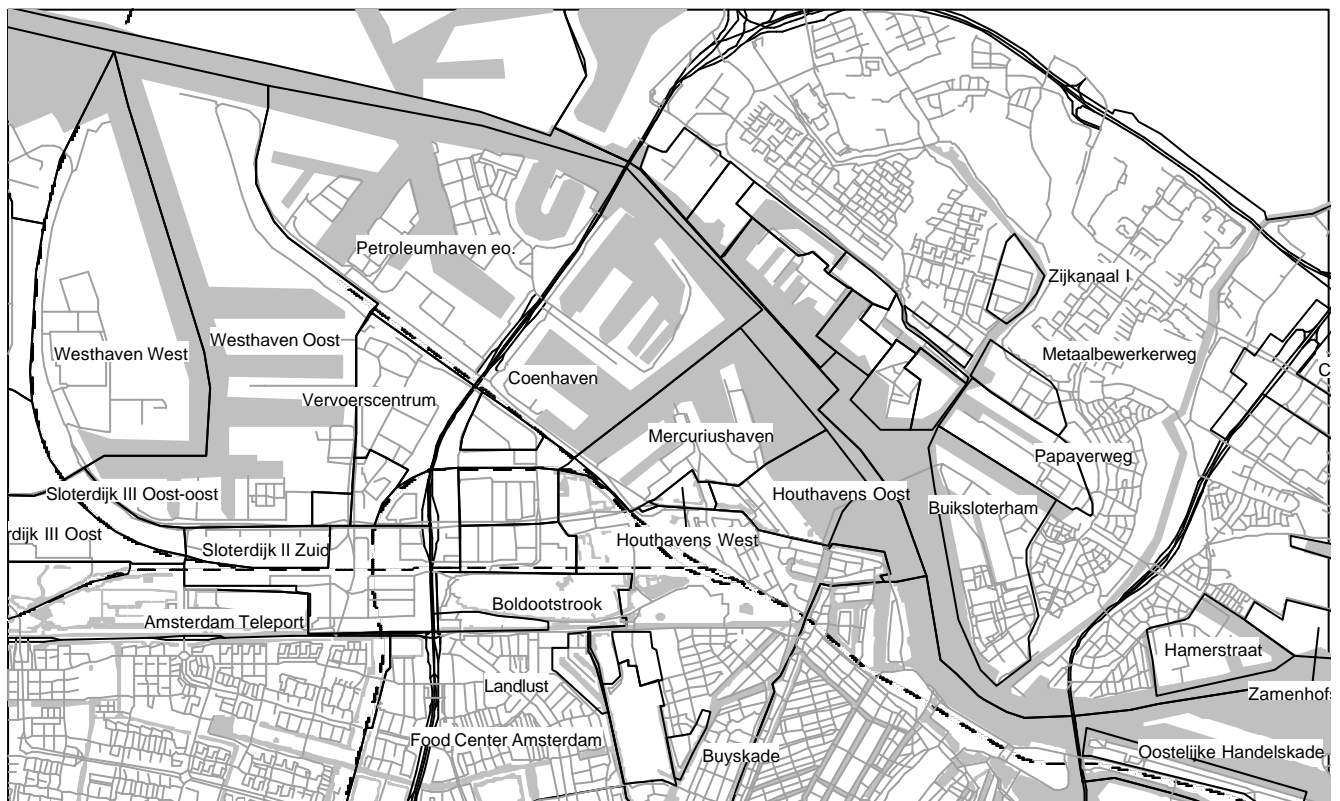 Petroleumhaven eo.
Zijkanaal I
Westhaven Oost
Westhaven West
Metaalbewerkerweg
C
Coenhaven
Vervoerscentrum
Mercuriushaven
Papaverweg
Sloterdijk III Oost-oost
Houthavens Oost
Buiksloterham
rdijk III Oost
Sloterdijk II Zuid
Houthavens West
Boldootstrook
Amsterdam Teleport
Hamerstraat
Landlust
Zamenhofs
Food Center Amsterdam
Buyskade
Oostelijke Handelskade